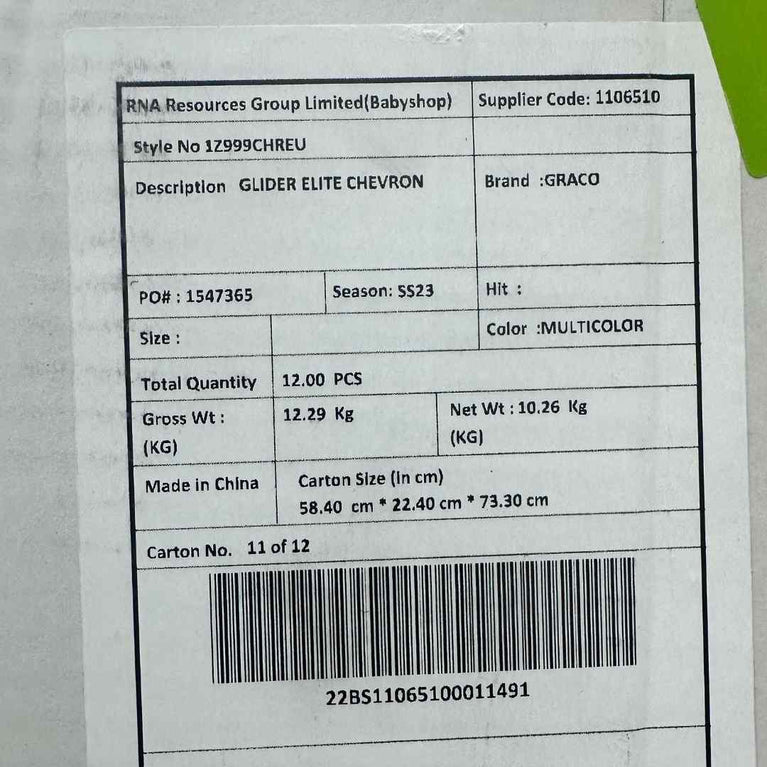 RNA Resources Group Limited(Babyshop) Supplier Code: 1106510
Style No 1Z999CHREU
Description GLIDER ELITE CHEVRON Brand :GRACO
PO# : 1547365 Season: SS23 Hit :
Size : Color :MULTICOLOR
Total Quantity 12.00 PCS
Gross Wt : 12.29 Kg Net Wt : 10.26 Kg
(KG) (KG)
Made in China Carton Size (In cm)
58.40 cm * 22.40 cm * 73.30 cm
Carton No. 11 of 12
22BS11065100011491